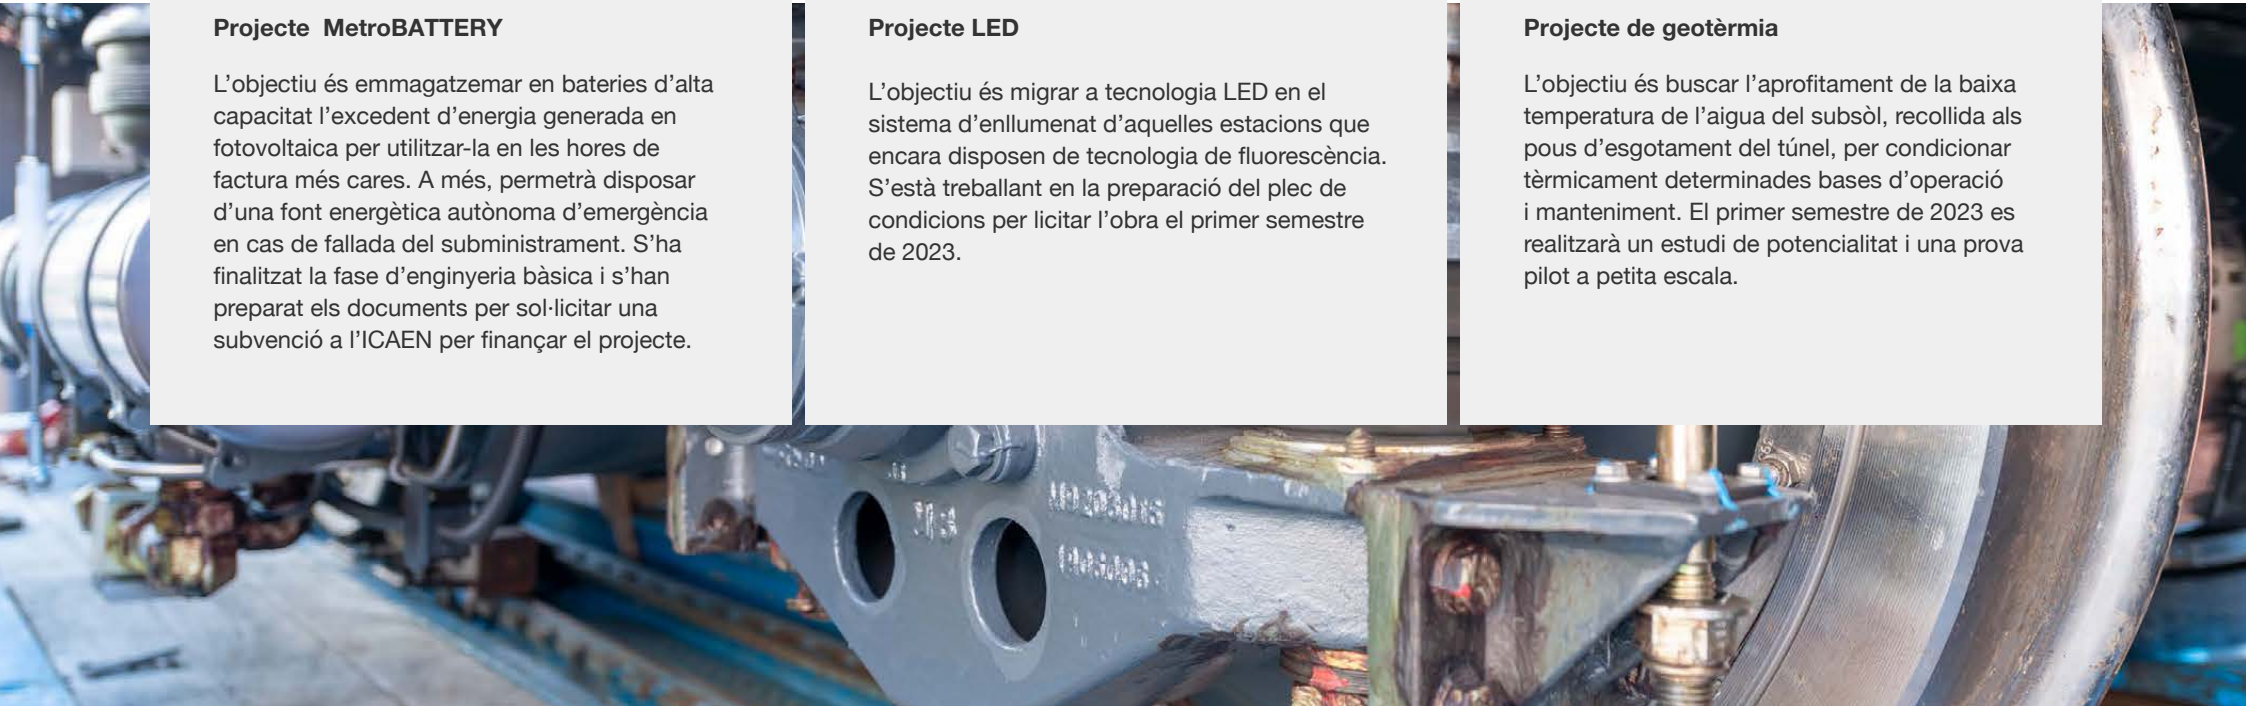 Projecte MetroBATTERY
L’objectiu és emmagatzemar en bateries d’alta
capacitat l’excedent d’energia generada en
fotovoltaica per utilitzar-la en les hores de
factura més cares. A més, permetrà disposar
d’una font energètica autònoma d’emergència
en cas de fallada del subministrament. S’ha
finalitzat la fase d’enginyeria bàsica i s’han
preparat els documents per sol·licitar una
subvenció a l’ICAEN per finançar el projecte.
Projecte LED
L’objectiu és migrar a tecnologia LED en el
sistema d’enllumenat d’aquelles estacions que
encara disposen de tecnologia de fluorescència.
S’està treballant en la preparació del plec de
condicions per licitar l’obra el primer semestre
de 2023.
Projecte de geotèrmia
L’objectiu és buscar l’aprofitament de la baixa
temperatura de l’aigua del subsòl, recollida als
pous d’esgotament del túnel, per condicionar
tèrmicament determinades bases d’operació
i manteniment. El primer semestre de 2023 es
realitzarà un estudi de potencialitat i una prova
pilot a petita escala.